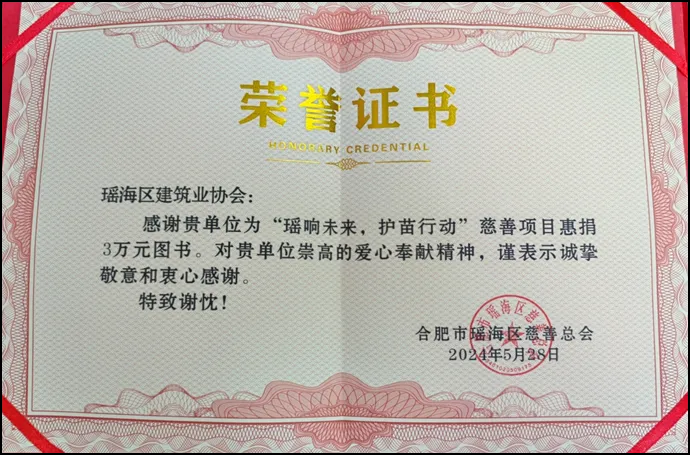 荣誉证书
HONORARY CREDENTIAL
瑶海区建筑业协会：
感谢贵单位为“瑶响未来，护苗行动”慈善项目惠捐
3万元图书。对贵单位崇高的爱心奉献精神，谨表示诚挚
敬意和衷心感谢。
特致谢忱！
合肥市瑶海区慈善总会
2024年5月28日